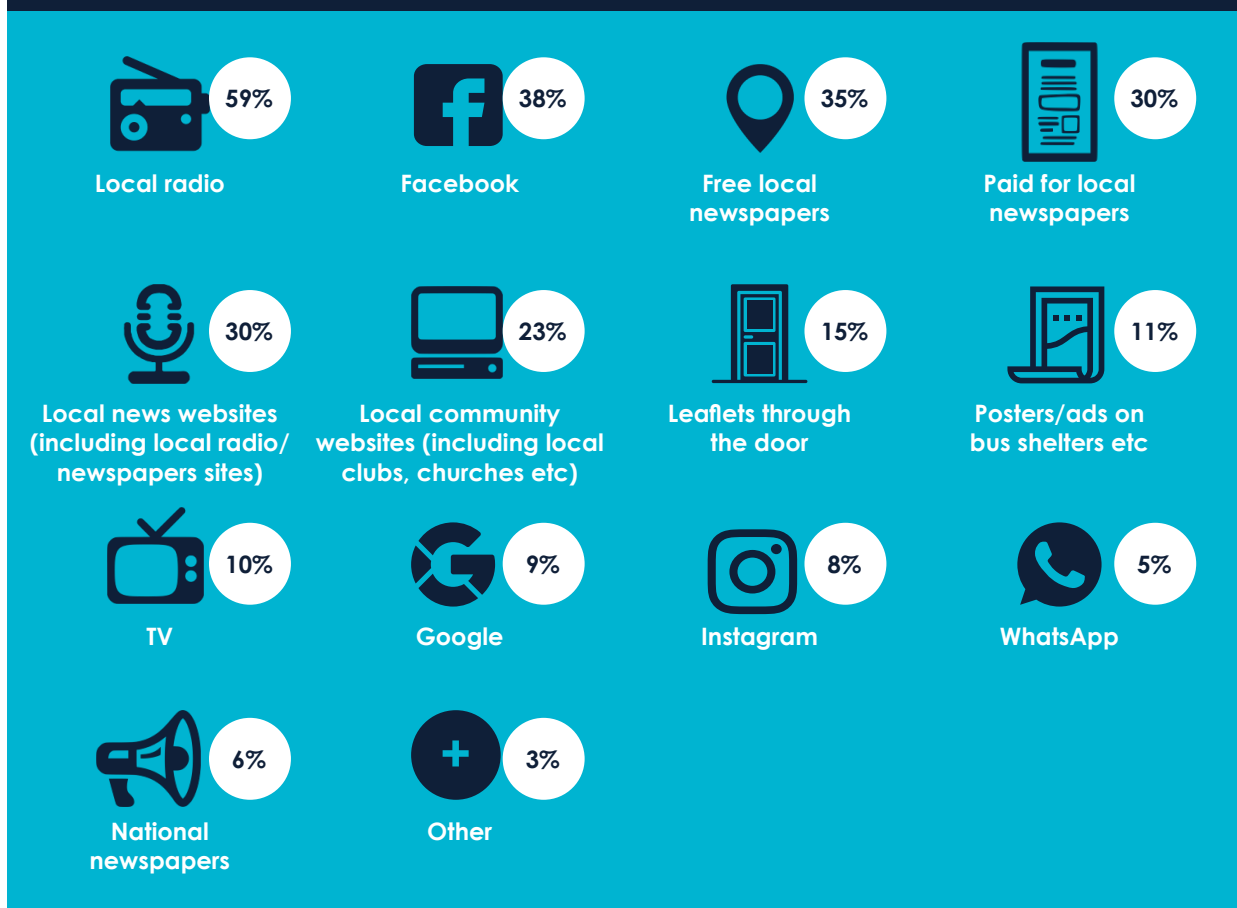 59%
Local radio
38%
Facebook
35%
Free local
newspapers
30%
Paid for local
newspapers
30%
Local news websites
(including local radio/
newspapers sites)
23%
Local community
websites (including local
clubs, churches etc)
15%
Leaflets through
the door
11%
Posters/ads on
bus shelters etc
10%
TV
9%
Google
8%
Instagram
5%
WhatsApp
6%
National
newspapers
3%
Other